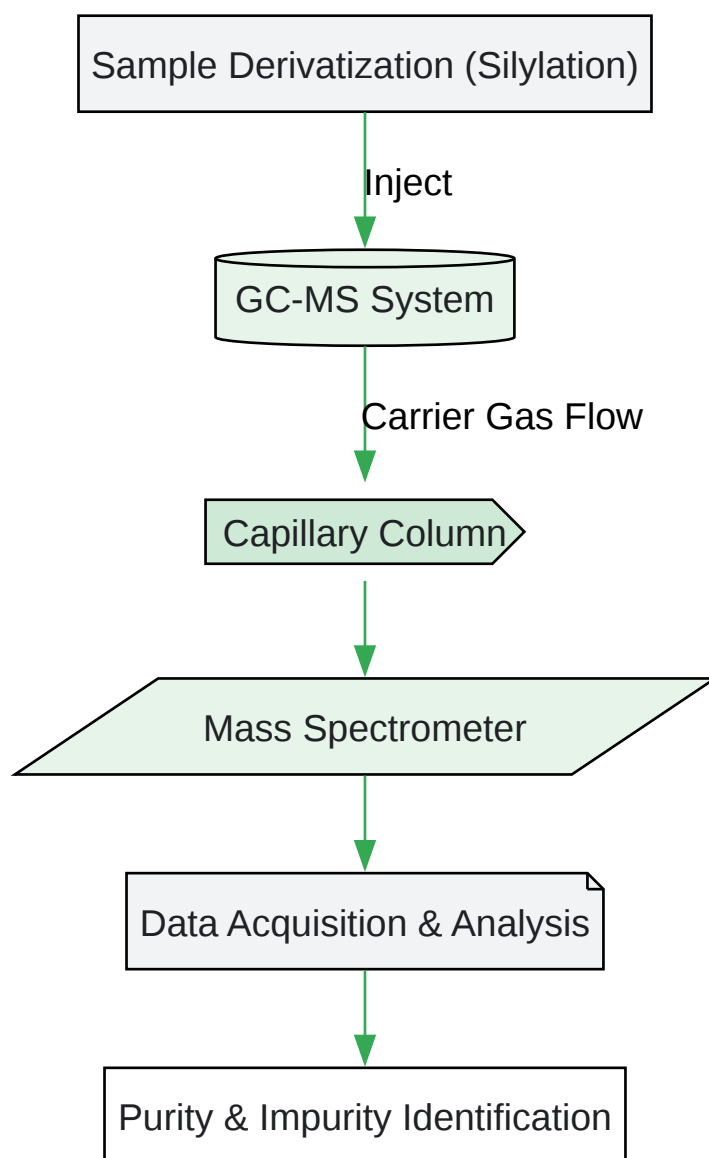 Sample Derivatization (Silylation)
Inject
GC-MS System
Carrier Gas Flow
Capillary Column
Mass Spectrometer
Data Acquisition & Analysis
Purity & Impurity Identification